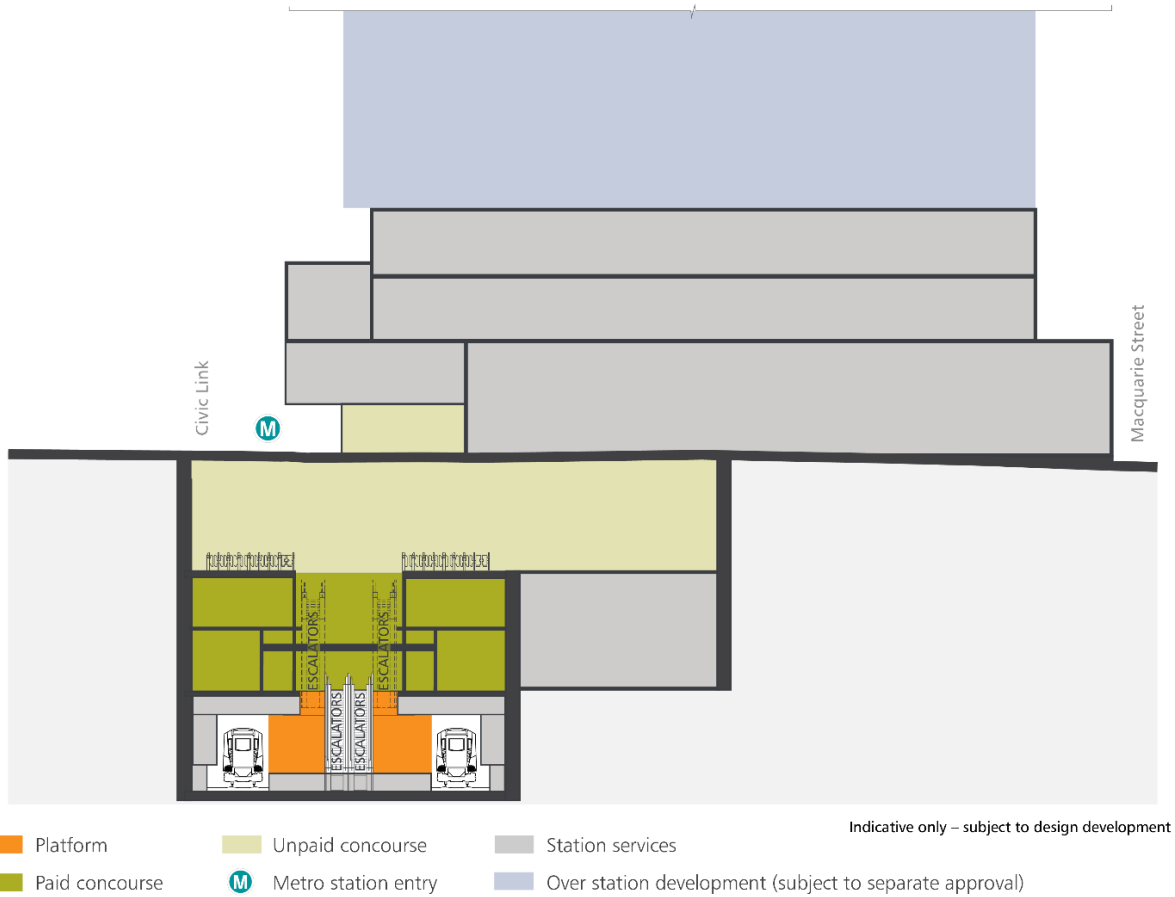 Civic Link
M
Macquarie Street
ESCALATORS
ESCALATORS
ESCALATORS
ESCALATORS
Indicative only – subject to design development
Platform
Unpaid concourse
Station services
Paid concourse
M
Metro station entry
Over station development (subject to separate approval)